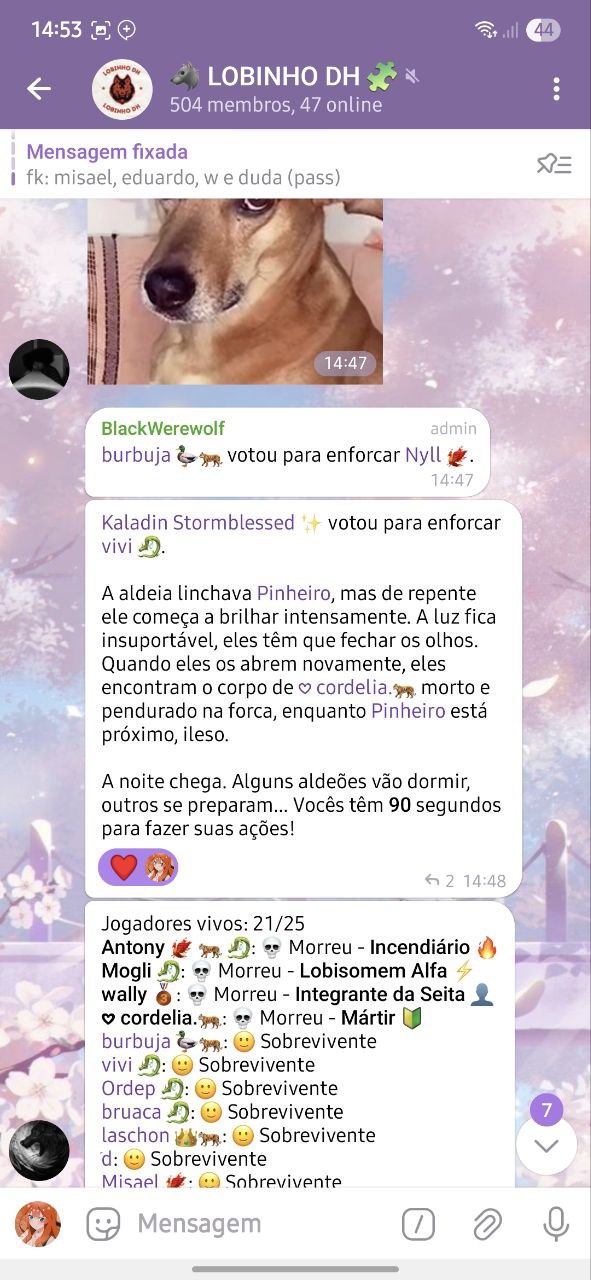 14:53
44
LOBINHO DH
LOBINHO DH
🐺 LOBINHO DH 🧩
504 membros, 47 online
Mensagem fixada
fk: misael, eduardo, w e duda (pass)
14:47
BlackWerewolf admin
burbuja 🦆🐅 votou para enforcar Nyll 🐦‍🔥.
14:47
Kaladin Stormblessed ✨ votou para enforcar
vivi 🐉.
A aldeia linchava Pinheiro, mas de repente
ele começa a brilhar intensamente. A luz fica
insuportável, eles têm que fechar os olhos.
Quando eles os abrem novamente, eles
encontram o corpo de ♡ cordelia.🐅 morto e
pendurado na forca, enquanto Pinheiro está
próximo, ileso.
A noite chega. Alguns aldeões vão dormir,
outros se preparam... Vocês têm 90 segundos
para fazer suas ações!
2 14:48
Jogadores vivos: 21/25
Antony 🐦‍🔥 🐅 🐉: 💀 Morreu - Incendiário 🔥
Mogli 🐉: 💀 Morreu - Lobisomem Alfa ⚡
wally 🏅: 💀 Morreu - Integrante da Seita 👤
♡ cordelia.🐅: 💀 Morreu - Mártir 🔰
burbuja 🦆🐅: 🙂 Sobrevivente
vivi 🐉: 🙂 Sobrevivente
Ordep 🐉: 🙂 Sobrevivente
bruaca 🐉: 🙂 Sobrevivente
laschon 👑🐅: 🙂 Sobrevivente
d: 🙂 Sobrevivente
Misael 🐦‍🔥: 🙂 Sobrevivente
7
Mensagem